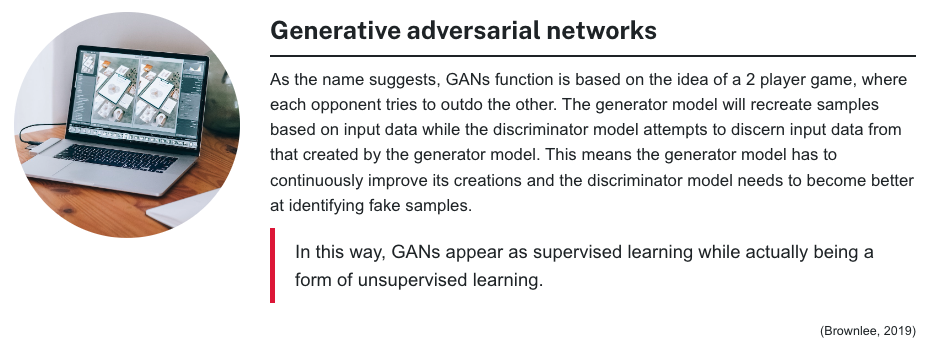 Generative adversarial networks
As the name suggests, GANs function is based on the idea of a 2 player game, where
each opponent tries to outdo the other. The generator model will recreate samples
based on input data while the discriminator model attempts to discern input data from
that created by the generator model. This means the generator model has to
continuously improve its creations and the discriminator model needs to become better
at identifying fake samples.
In this way, GANs appear as supervised learning while actually being a
form of unsupervised learning.
(Brownlee, 2019)